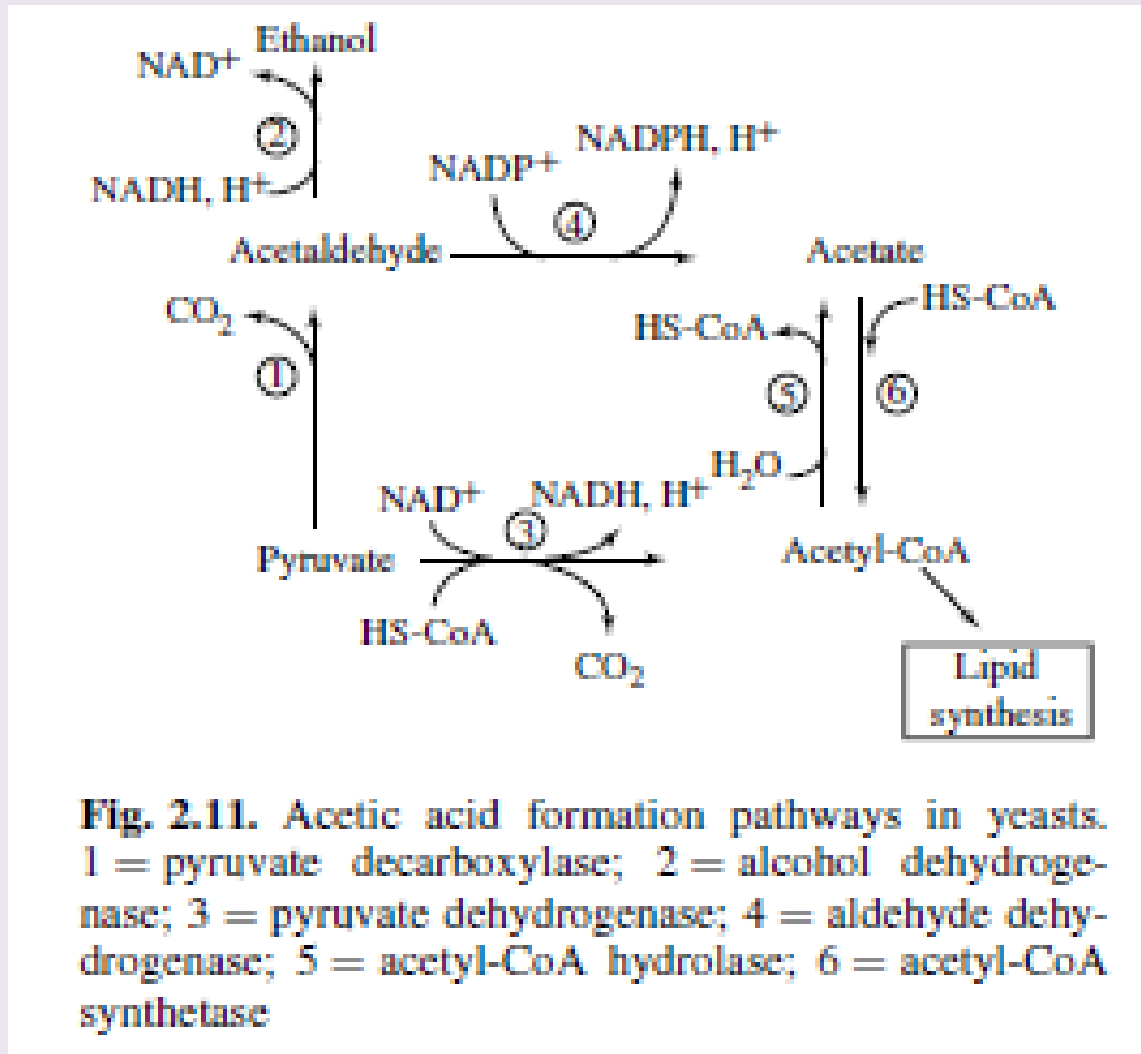 Ethanol
NAD+
②
NADH, H+
NADP+
NADPH, H+
④
Acetaldehyde
Acetate
CO₂
①
HS-CoA
HS-CoA
⑤
⑥
H₂O
NAD+
NADH, H+
③
Pyruvate
Acetyl-CoA
HS-CoA
CO₂
Lipid
synthesis
Fig. 2.11. Acetic acid formation pathways in yeasts.
1 = pyruvate decarboxylase; 2 = alcohol dehydroge-
nase; 3 = pyruvate dehydrogenase; 4 = aldehyde dehy-
drogenase; 5 = acetyl-CoA hydrolase; 6 = acetyl-CoA
synthetase